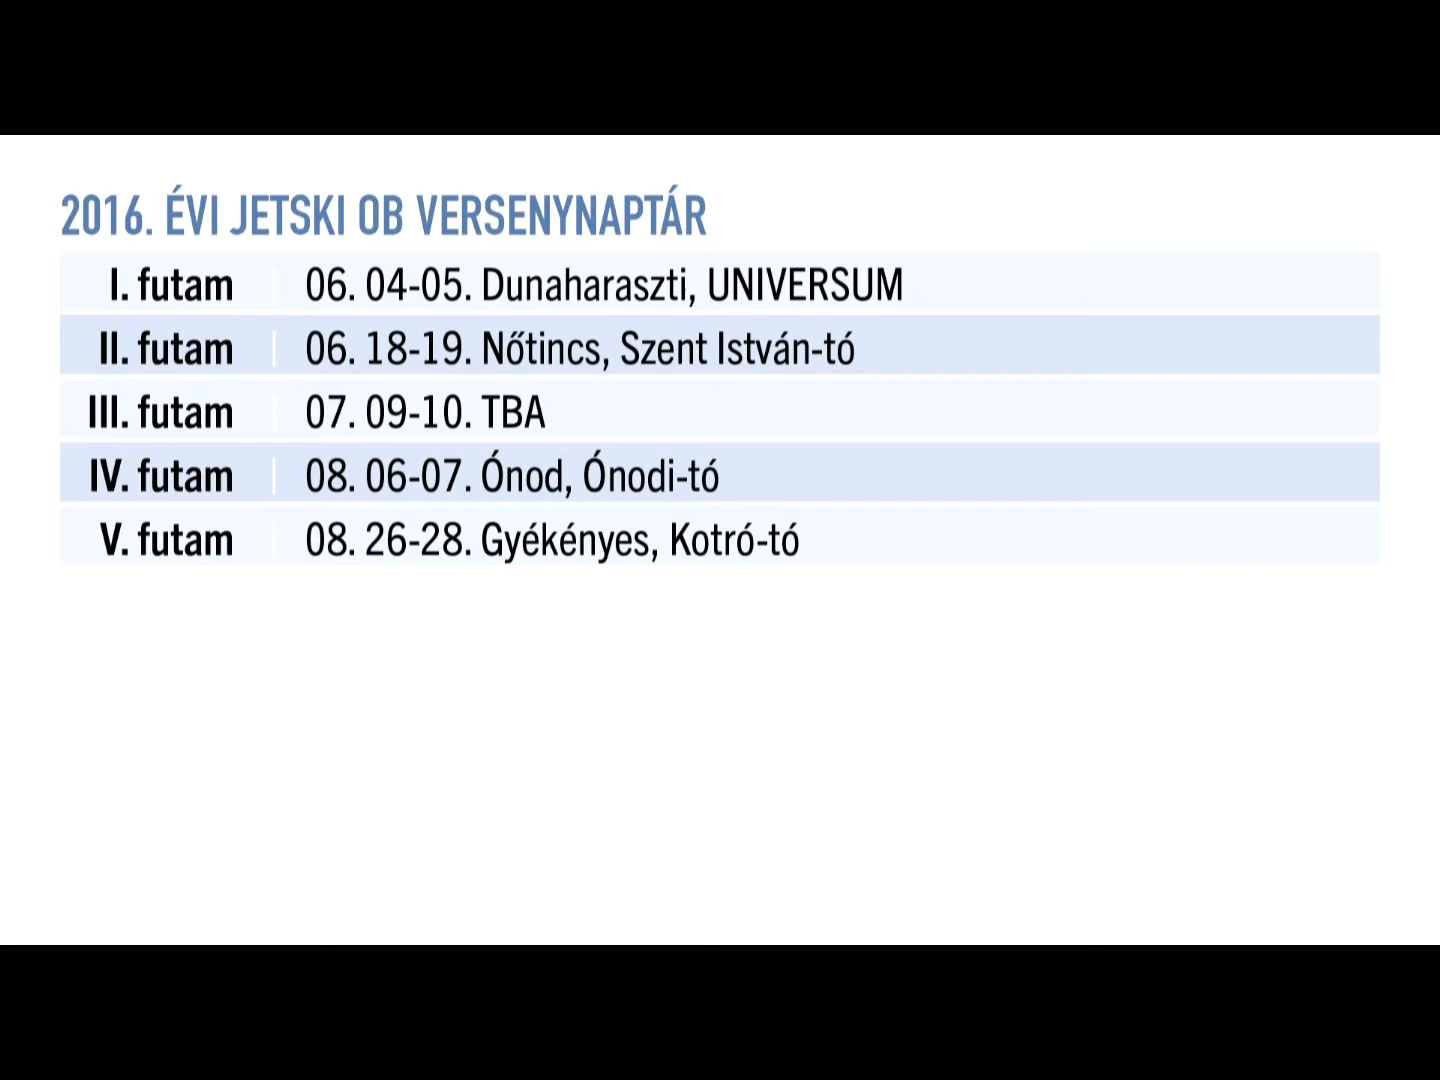 2016. ÉVI JETSKI OB VERSENYNAPTÁR
I. futam 06. 04-05. Dunaharaszti, UNIVERSUM
II. futam 06. 18-19. Nőtincs, Szent István-tó
III. futam 07. 09-10. TBA
IV. futam 08. 06-07. Ónod, Ónodi-tó
V. futam 08. 26-28. Gyékényes, Kotró-tó